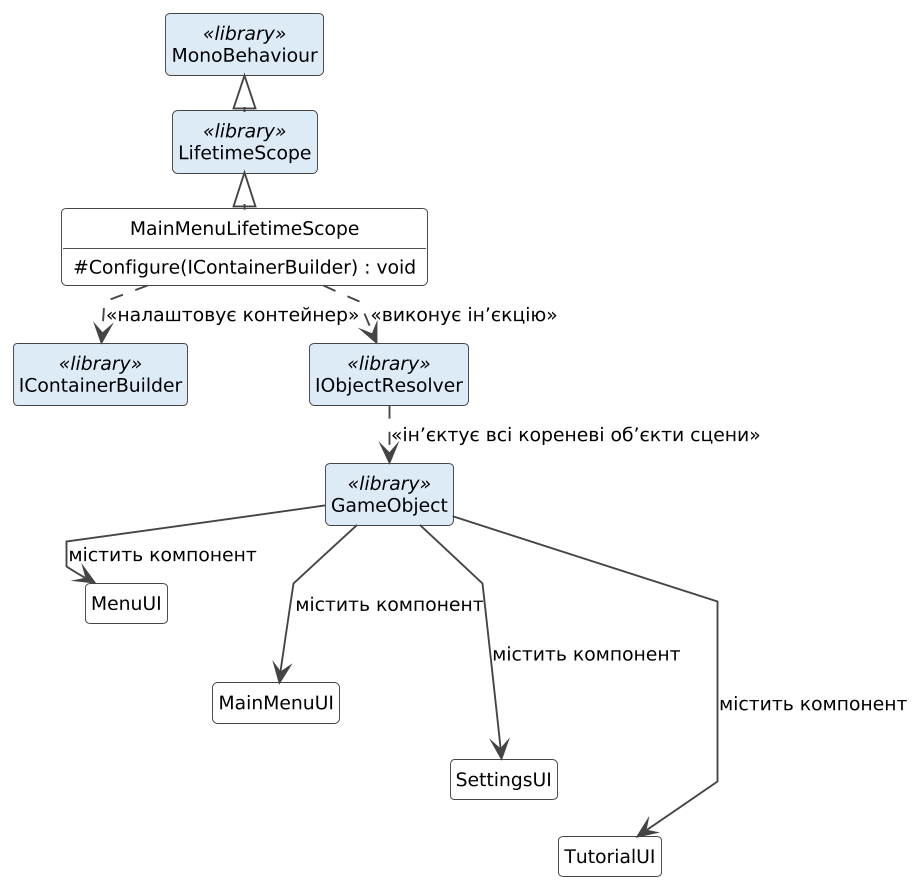 «library»
MonoBehaviour
«library»
LifetimeScope
MainMenuLifetimeScope
#Configure(IContainerBuilder) : void
«налаштовує контейнер»
«виконує ін’єкцію»
«library»
IContainerBuilder
«library»
IObjectResolver
«ін’єктує всі кореневі об’єкти сцени»
«library»
GameObject
містить компонент
MenuUI
містить компонент
містить компонент
MainMenuUI
містить компонент
SettingsUI
TutorialUI